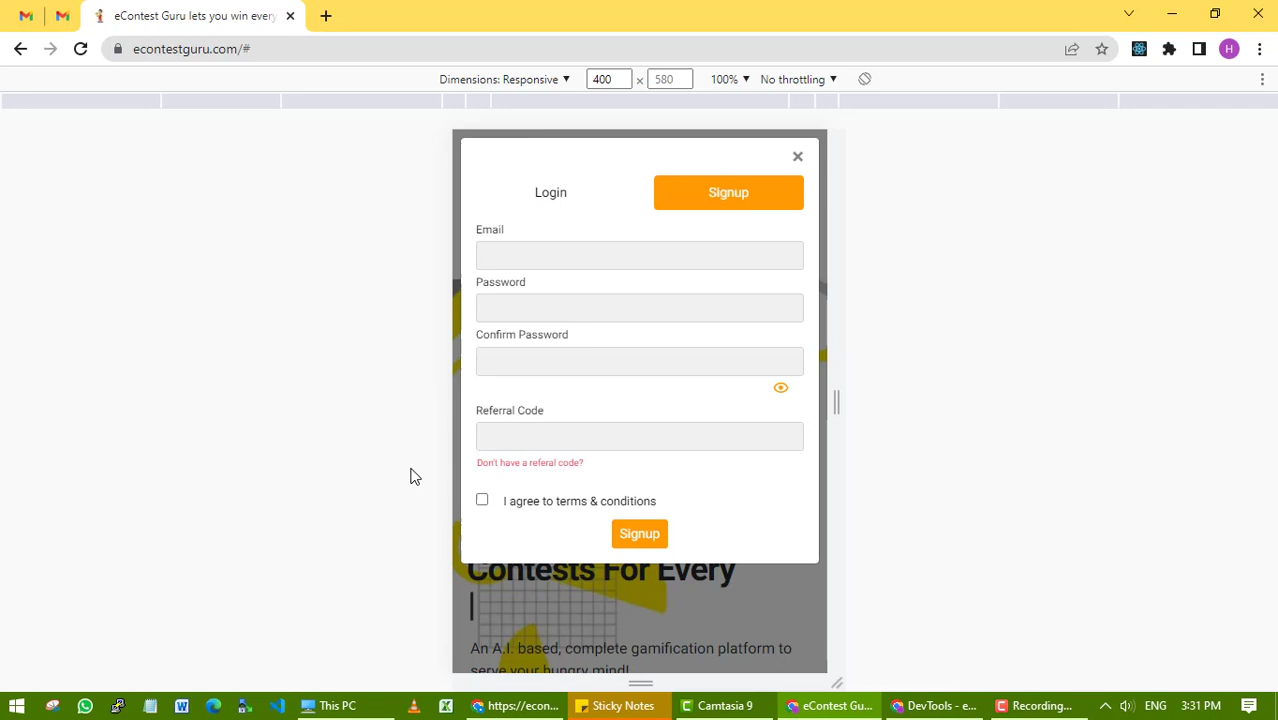 eContest Guru lets you win every
econtestguru.com/#
H
Dimensions: Responsive 400 × 580 100% No throttling
Login Signup
Email
Password
Confirm Password
Referral Code
Don't have a referal code?
I agree to terms & conditions
Signup
Contests For Every
An A.I. based, complete gamification platform to
serve your hungry mind!
This PC https://econ... Sticky Notes Camtasia 9 eContest Gu... DevTools - e... Recording... ENG 3:31 PM